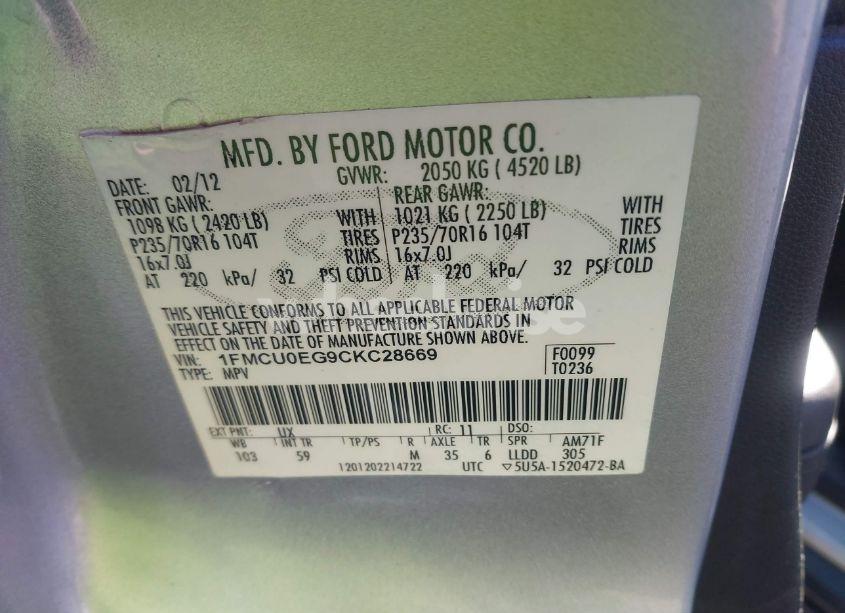 MFD. BY FORD MOTOR CO.
DATE: 02/12 GVWR: 2050 KG ( 4520 LB)
FRONT GAWR: REAR GAWR:
1098 KG ( 2420 LB) WITH 1021 KG ( 2250 LB) WITH
P235/70R16 104T TIRES P235/70R16 104T TIRES
16x7.0J RIMS 16x7.0J RIMS
AT 220 kPa/ 32 PSI COLD AT 220 kPa/ 32 PSI COLD
THIS VEHICLE CONFORMS TO ALL APPLICABLE FEDERAL MOTOR
VEHICLE SAFETY AND THEFT PREVENTION STANDARDS IN
EFFECT ON THE DATE OF MANUFACTURE SHOWN ABOVE.
VIN: 1FMCU0EG9CKC28669 F0099
TYPE: MPV T0236
EXT PNT: UX RC: 11 DSO:
WB INT TR TP/PS R AXLE TR SPR AM71F
103 59 M 35 6 LLDD 305
1201202214722 UTC ▽5U5A-1520472-BA